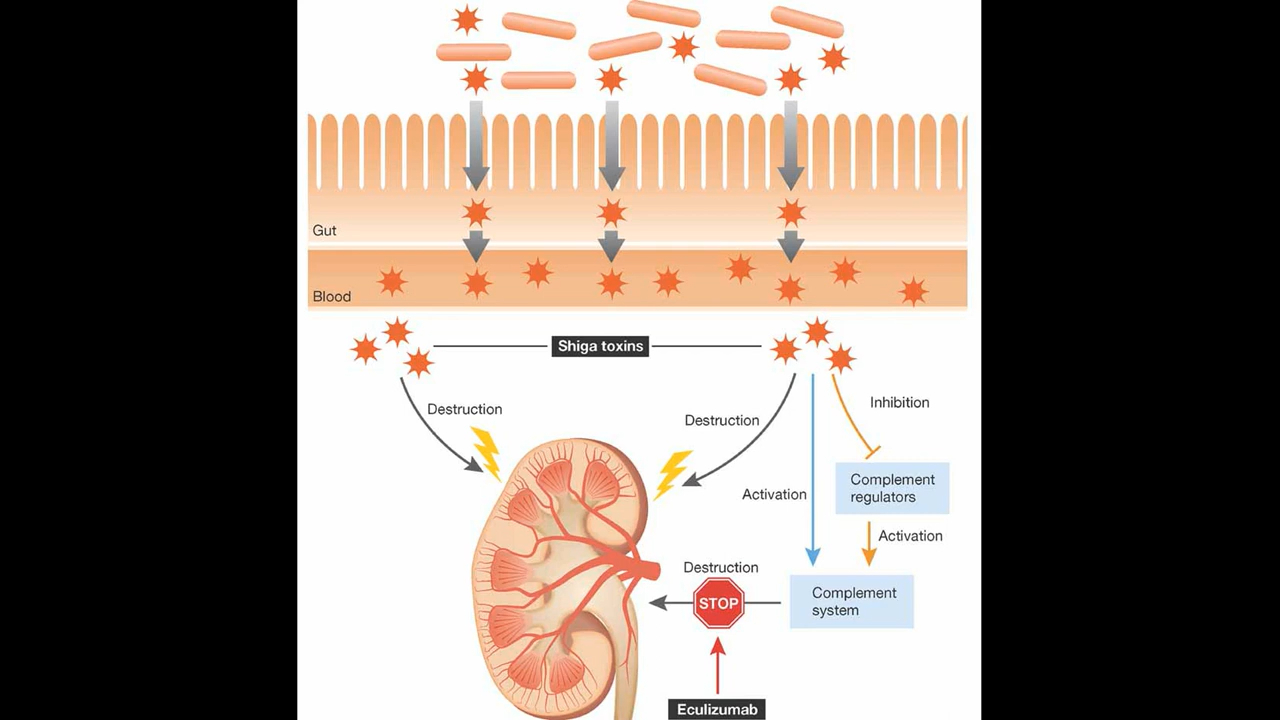 Gut
Blood
Shiga toxins
Destruction
Destruction
Inhibition
Activation
Complement
regulators
Activation
Destruction
STOP
Complement
system
Eculizumab